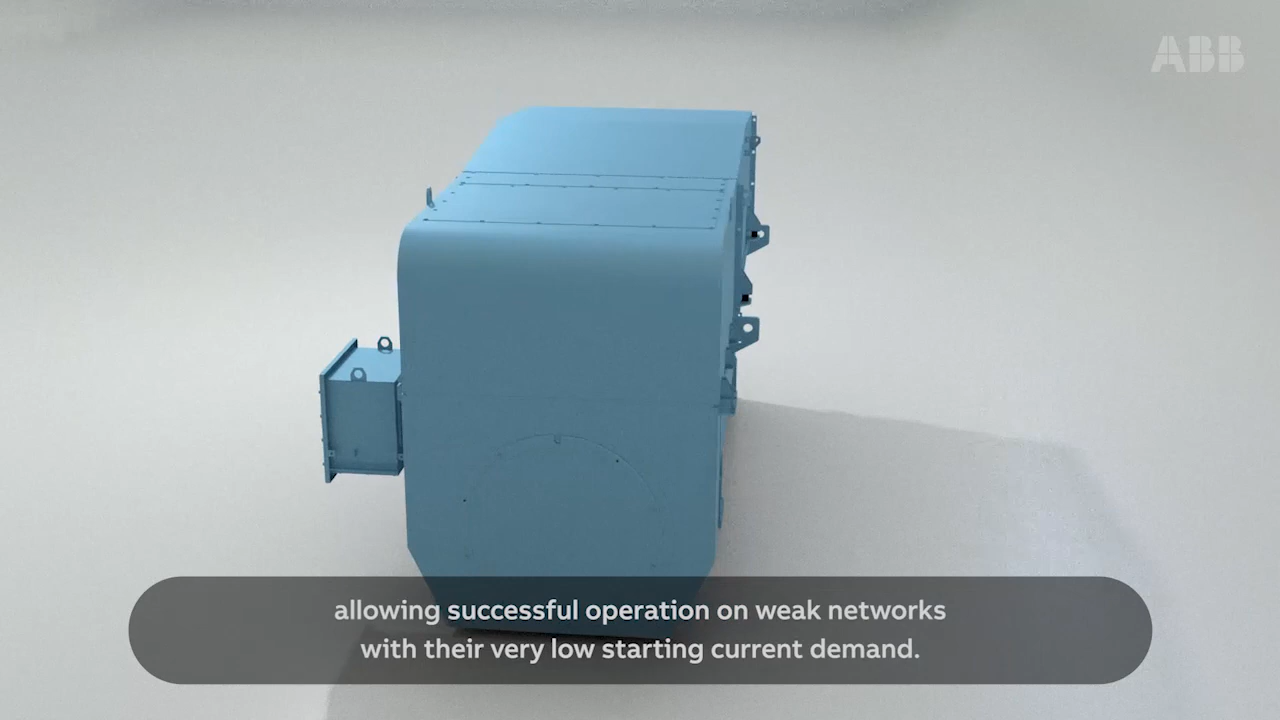 ABB
allowing successful operation on weak networks
with their very low starting current demand.